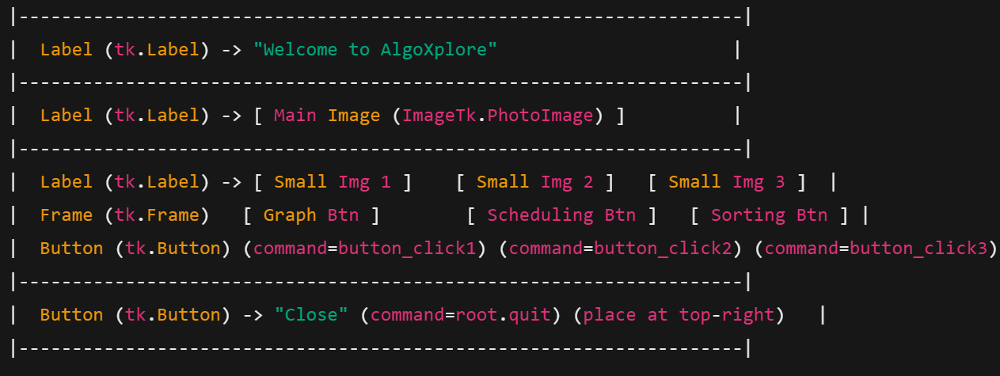 |--------------------------------------------------------------------|
|  Label (tk.Label) -> "Welcome to AlgoXplore"                      |
|--------------------------------------------------------------------|
|  Label (tk.Label) -> [ Main Image (ImageTk.PhotoImage) ]          |
|--------------------------------------------------------------------|
|  Label (tk.Label) -> [ Small Img 1 ]    [ Small Img 2 ]   [ Small Img 3 ]  |
|  Frame (tk.Frame)   [ Graph Btn ]        [ Scheduling Btn ]   [ Sorting Btn ] |
|  Button (tk.Button) (command=button_click1) (command=button_click2) (command=button_click3)
|--------------------------------------------------------------------|
|  Button (tk.Button) -> "Close" (command=root.quit) (place at top-right)   |
|--------------------------------------------------------------------|